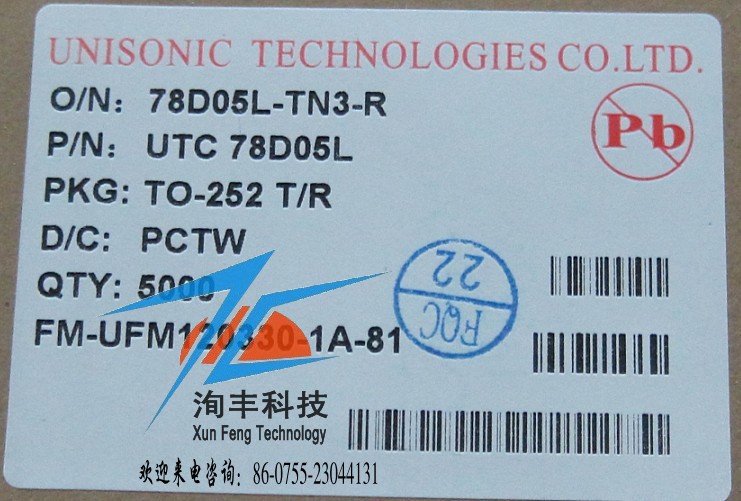 UNISONIC TECHNOLOGIES CO.LTD.
O/N: 78D05L-TN3-R
Pb
P/N: UTC 78D05L
PKG: TO-252 T/R
D/C: PCTW
QTY: 5000
22
FQC
FM-UFM120330-1A-81
洵丰科技
Xun Feng Technology
欢迎来电咨询: 86-0755-23044131